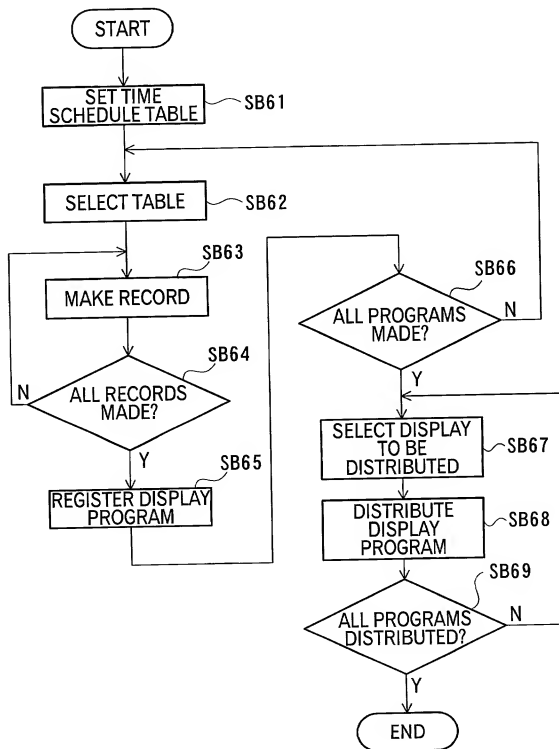 START
SET TIME
SCHEDULE TABLE
SB61
SELECT TABLE
SB62
SB63
MAKE RECORD
SB64
N
ALL RECORDS
MADE?
Y
SB65
REGISTER DISPLAY
PROGRAM
SB66
ALL PROGRAMS
MADE?
N
Y
SELECT DISPLAY
TO BE
DISTRIBUTED
SB67
DISTRIBUTE
DISPLAY
PROGRAM
SB68
SB69
ALL PROGRAMS
DISTRIBUTED?
N
Y
END